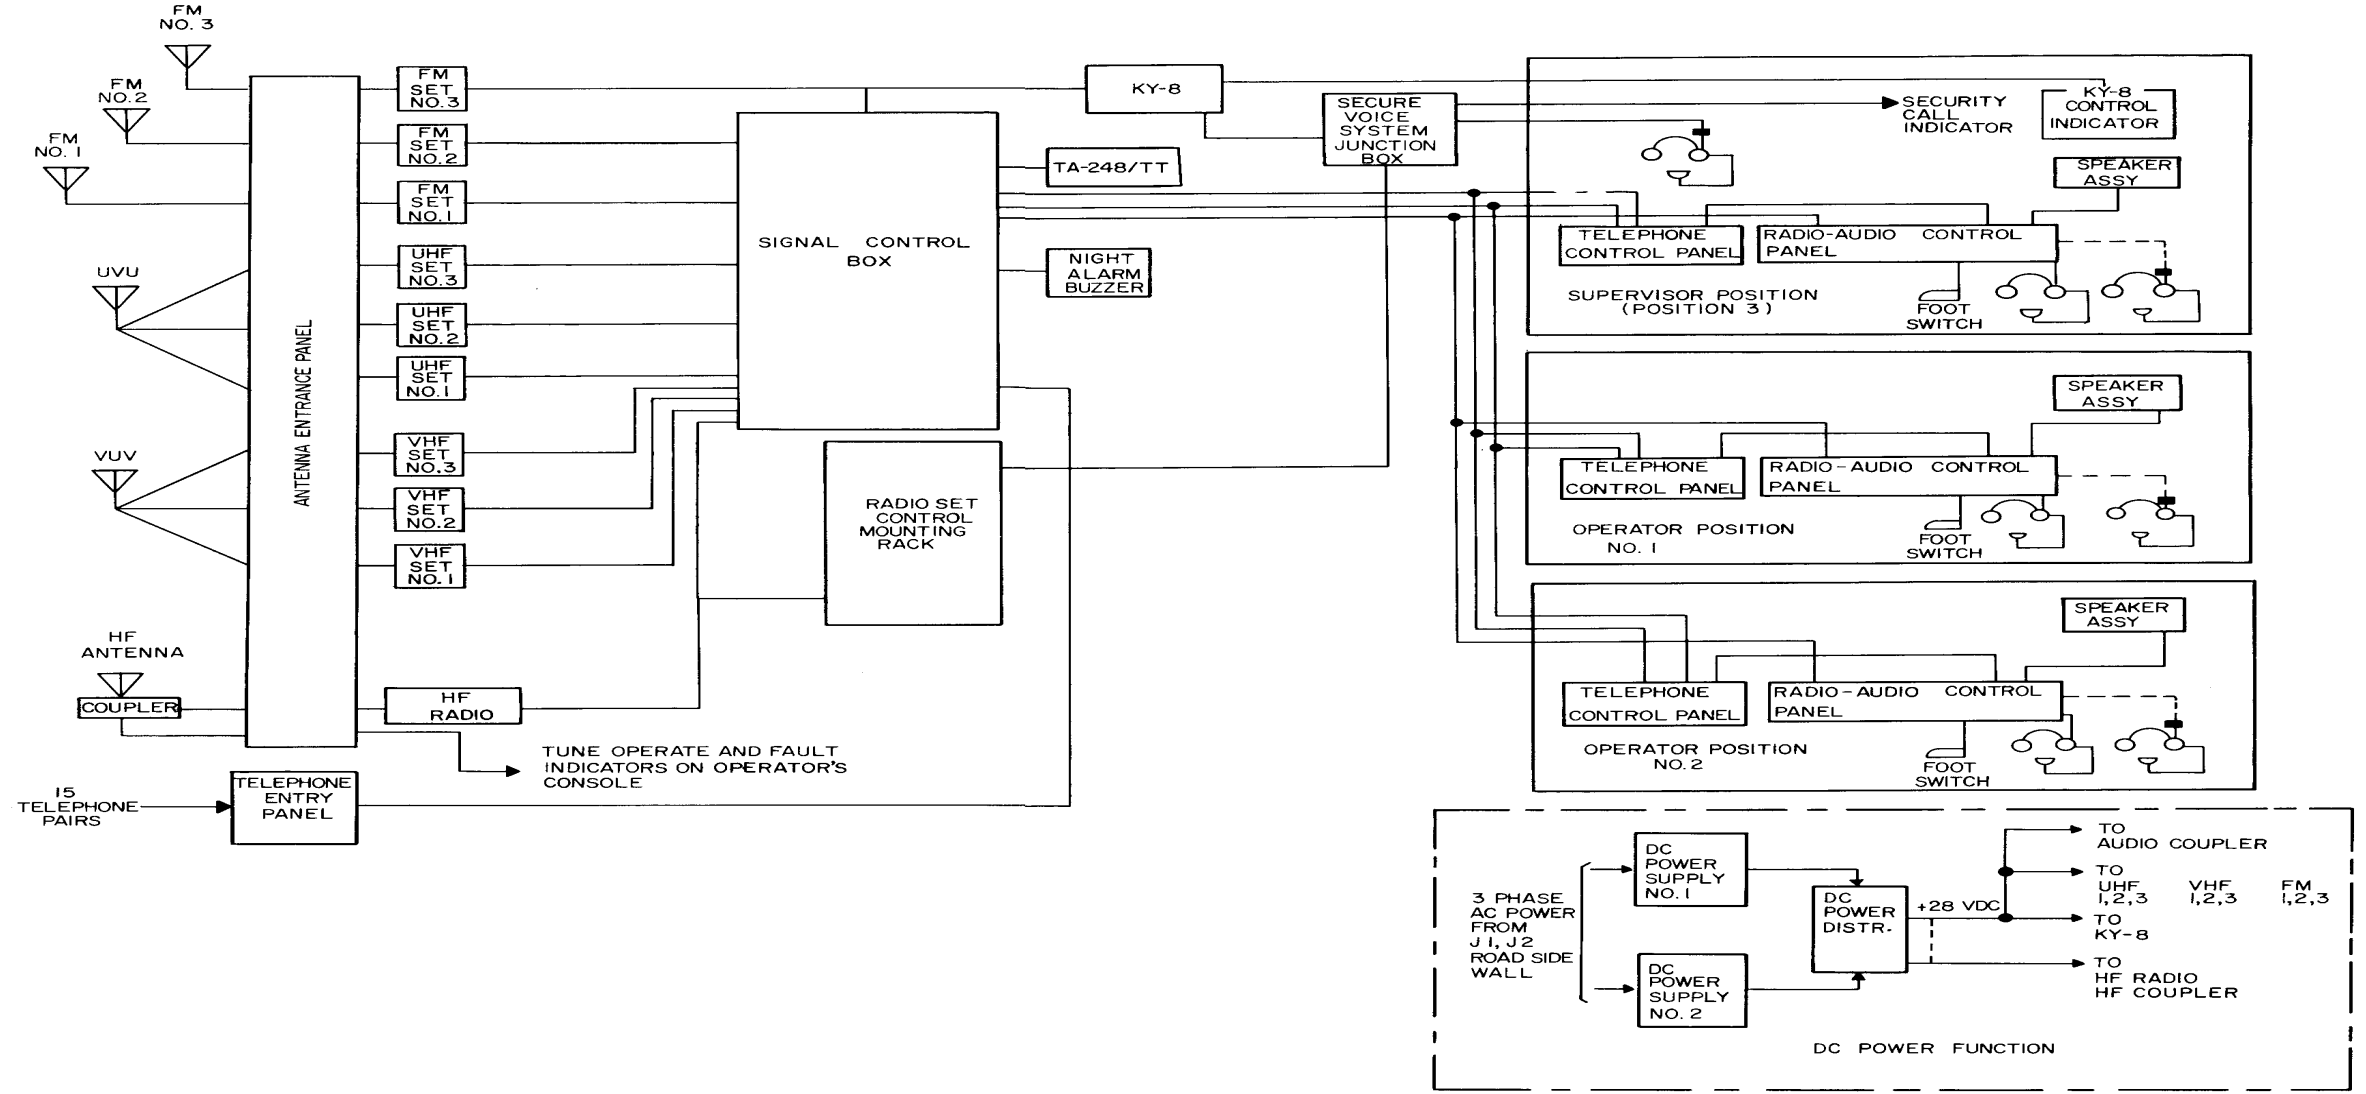 FM
NO. 3
FM
NO.2
FM
NO. 1
UVU
VUV
HF
ANTENNA
COUPLER
15
TELEPHONE
PAIRS
ANTENNA ENTRANCE PANEL
TELEPHONE
ENTRY
PANEL
FM
SET
NO.3
FM
SET
NO.2
FM
SET
NO.1
UHF
SET
NO.3
UHF
SET
NO.2
UHF
SET
NO.1
VHF
SET
NO.3
VHF
SET
NO.2
VHF
SET
NO.1
HF
RADIO
TUNE OPERATE AND FAULT
INDICATORS ON OPERATOR'S
CONSOLE
SIGNAL CONTROL
BOX
RADIO SET
CONTROL
MOUNTING
RACK
KY-8
TA-248/TT
NIGHT
ALARM
BUZZER
SECURE
VOICE
SYSTEM
JUNCTION
BOX
SECURITY
CALL
INDICATOR
KY-8
CONTROL
INDICATOR
SPEAKER
ASSY
TELEPHONE
CONTROL PANEL
RADIO-AUDIO CONTROL
PANEL
SUPERVISOR POSITION
(POSITION 3)
FOOT
SWITCH
SPEAKER
ASSY
TELEPHONE
CONTROL PANEL
RADIO-AUDIO CONTROL
PANEL
OPERATOR POSITION
NO. 1
FOOT
SWITCH
SPEAKER
ASSY
TELEPHONE
CONTROL PANEL
RADIO-AUDIO CONTROL
PANEL
OPERATOR POSITION
NO.2
FOOT
SWITCH
3 PHASE
AC POWER
FROM
J1, J2
ROAD SIDE
WALL
DC
POWER
SUPPLY
NO.1
DC
POWER
SUPPLY
NO. 2
DC
POWER
DISTR.
+28 VDC
TO
AUDIO COUPLER
TO
UHF VHF FM
1,2,3 1,2,3 1,2,3
TO
KY-8
TO
HF RADIO
HF COUPLER
DC POWER FUNCTION